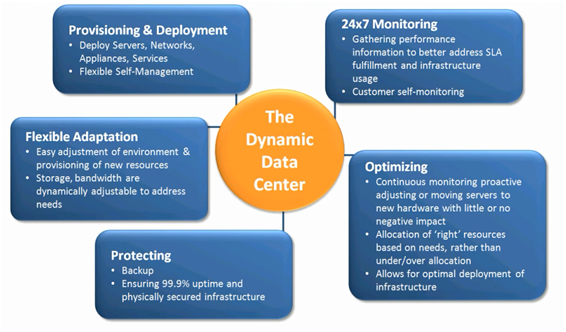 Provisioning & Deployment
• Deploy Servers, Networks,
Appliances, Services
• Flexible Self-Management
24x7 Monitoring
• Gathering performance
information to better address SLA
fulfillment and infrastructure
usage
• Customer self-monitoring
The
Dynamic
Data
Center
Flexible Adaptation
• Easy adjustment of environment &
provisioning of new resources
• Storage, bandwidth are
dynamically adjustable to address
needs
Optimizing
• Continuous monitoring proactive
adjusting or moving servers to
new hardware with little or no
negative impact
• Allocation of ‘right’ resources
based on needs, rather than
under/over allocation
• Allows for optimal deployment of
infrastructure
Protecting
• Backup
• Ensuring 99.9% uptime and
physically secured infrastructure